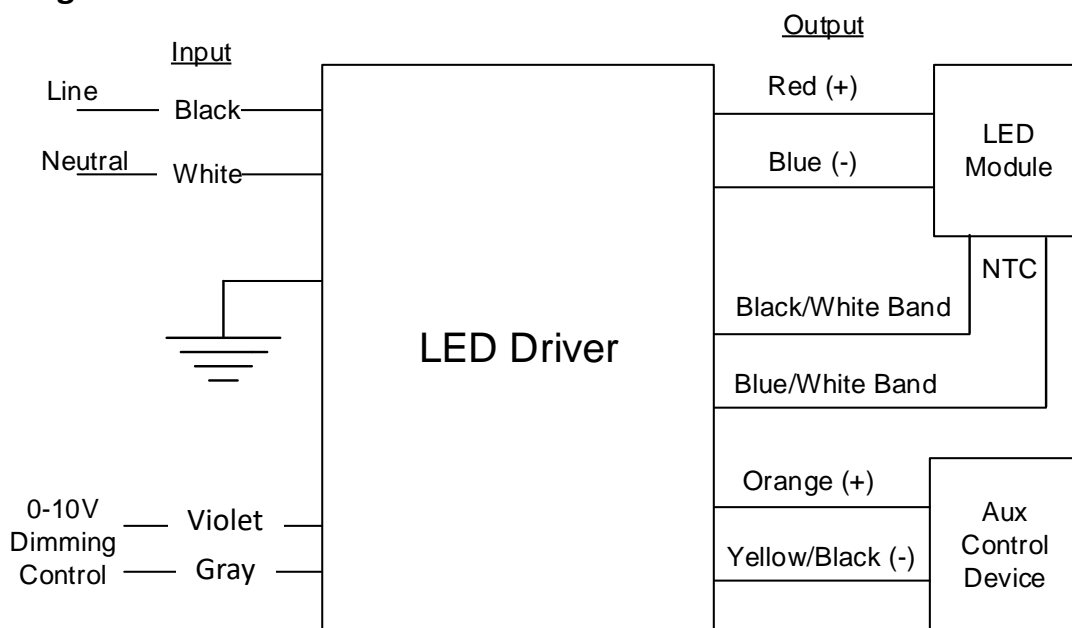 Input
Output
Line
Black
Neutral
White
0-10V
Dimming
Control
Violet
Gray
LED Driver
Red (+)
Blue (-)
LED
Module
NTC
Black/White Band
Blue/White Band
Orange (+)
Yellow/Black (-)
Aux
Control
Device